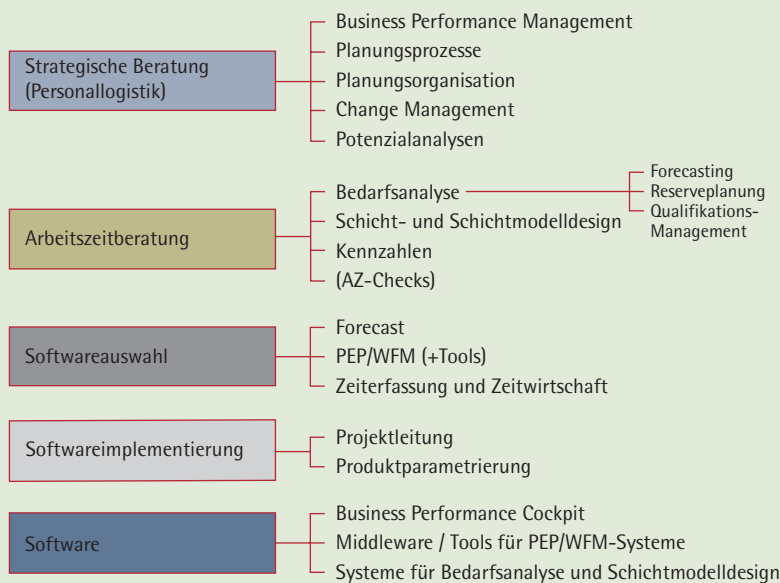 Strategische Beratung
(Personallogistik)
Business Performance Management
Planungsprozesse
Planungsorganisation
Change Management
Potenzialanalysen
Arbeitszeitberatung
Bedarfsanalyse
Schicht- und Schichtmodelldesign
Kennzahlen
(AZ-Checks)
Forecasting
Reserveplanung
Qualifikations-
Management
Softwareauswahl
Forecast
PEP/WFM (+Tools)
Zeiterfassung und Zeitwirtschaft
Softwareimplementierung
Projektleitung
Produktparametrierung
Software
Business Performance Cockpit
Middleware / Tools für PEP/WFM-Systeme
Systeme für Bedarfsanalyse und Schichtmodelldesign